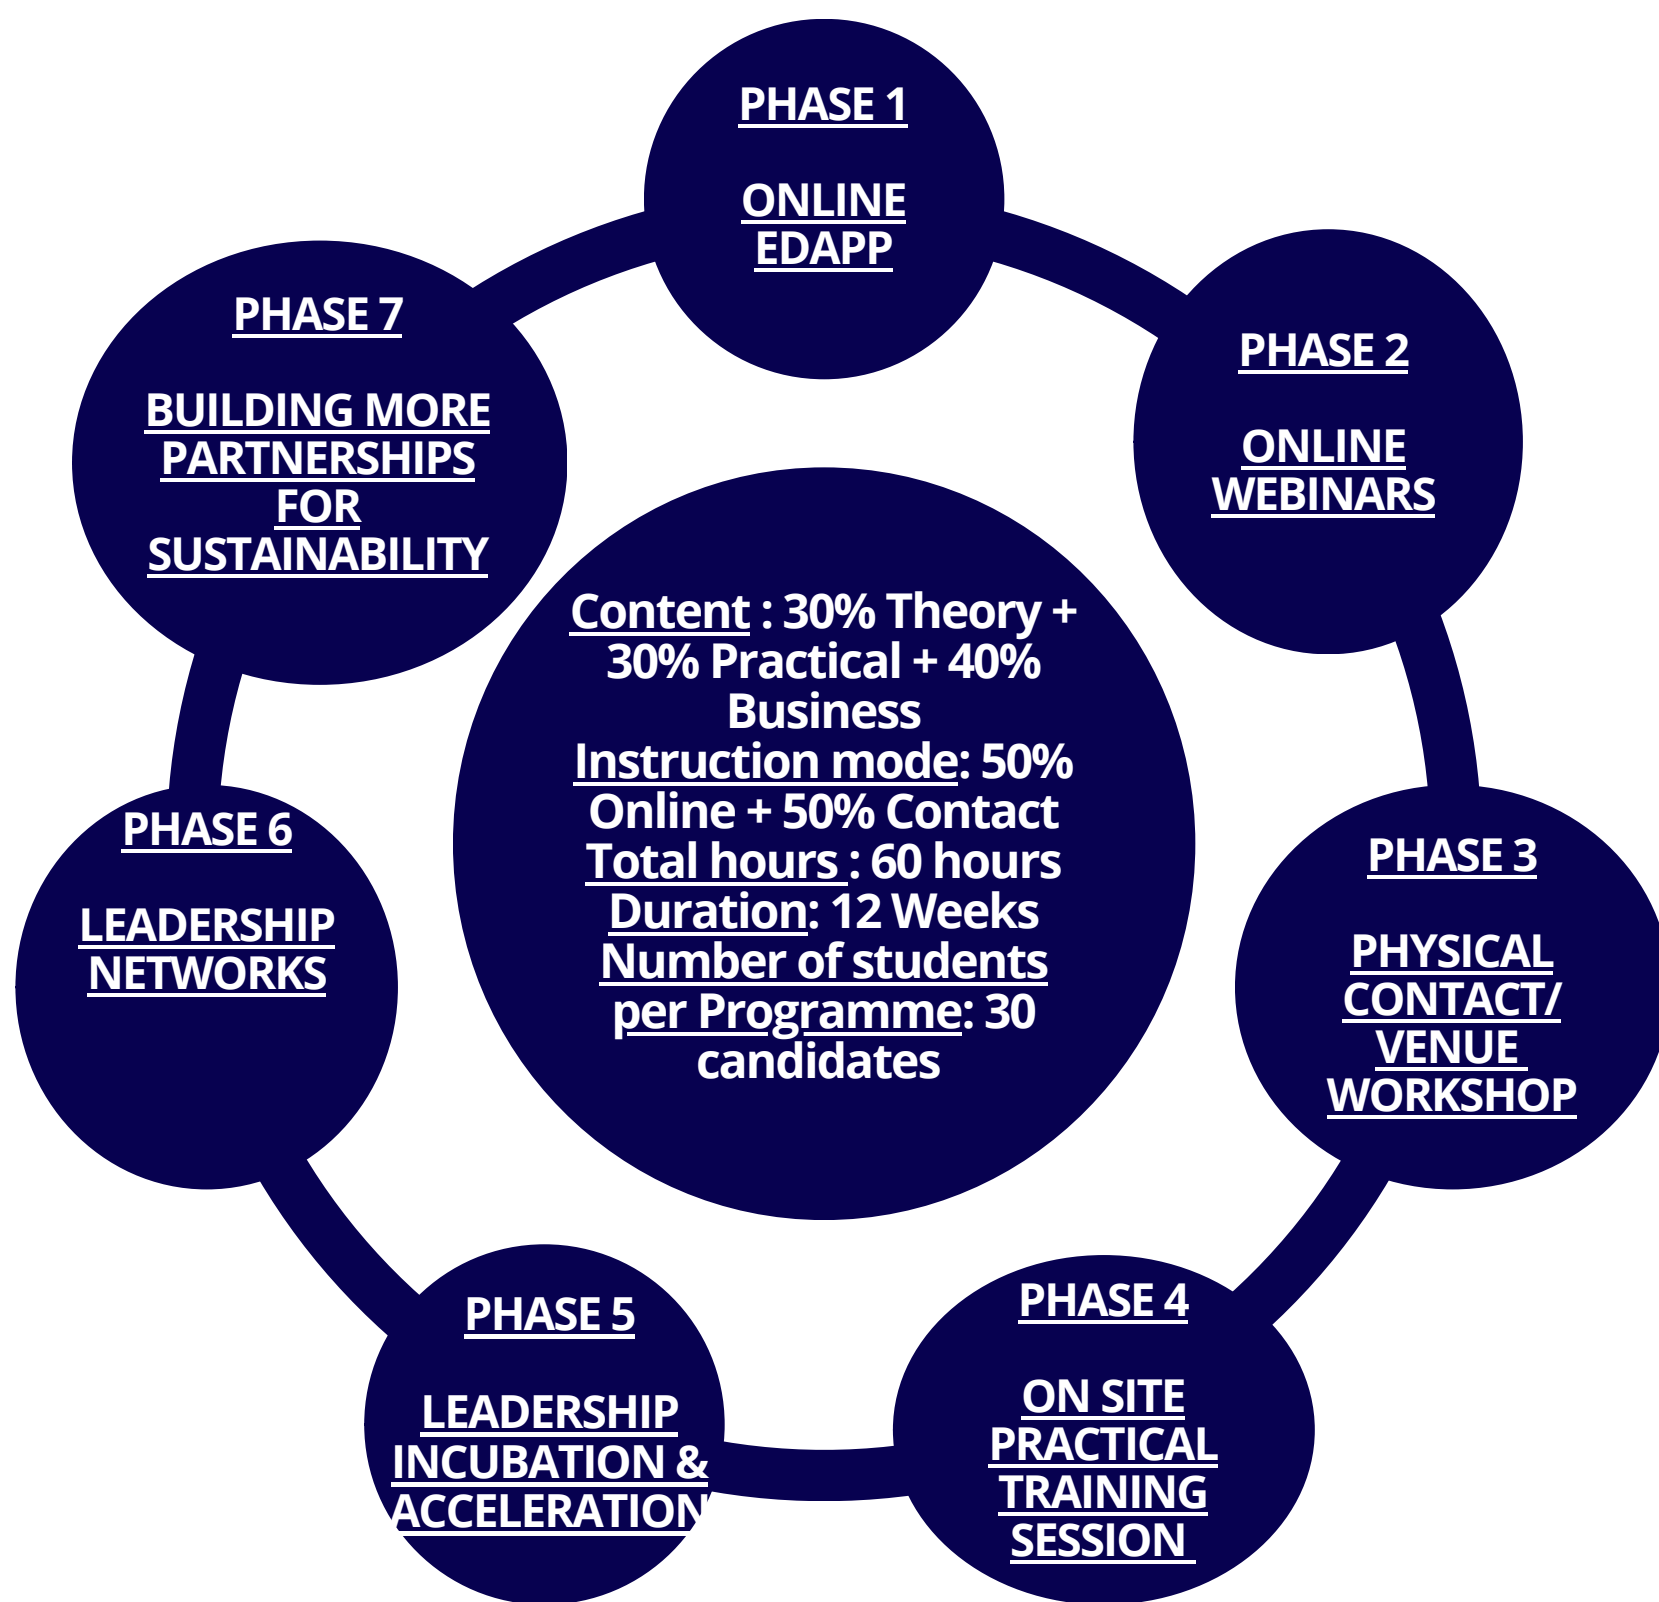 PHASE 1
ONLINE
EDAPP
PHASE 2
ONLINE
WEBINARS
PHASE 3
PHYSICAL
CONTACT/
VENUE
WORKSHOP
PHASE 4
ON SITE
PRACTICAL
TRAINING
SESSION
PHASE 5
LEADERSHIP
INCUBATION &
ACCELERATION
PHASE 6
LEADERSHIP
NETWORKS
PHASE 7
BUILDING MORE
PARTNERSHIPS
FOR
SUSTAINABILITY
Content : 30% Theory +
30% Practical + 40%
Business
Instruction mode: 50%
Online + 50% Contact
Total hours : 60 hours
Duration: 12 Weeks
Number of students
per Programme: 30
candidates